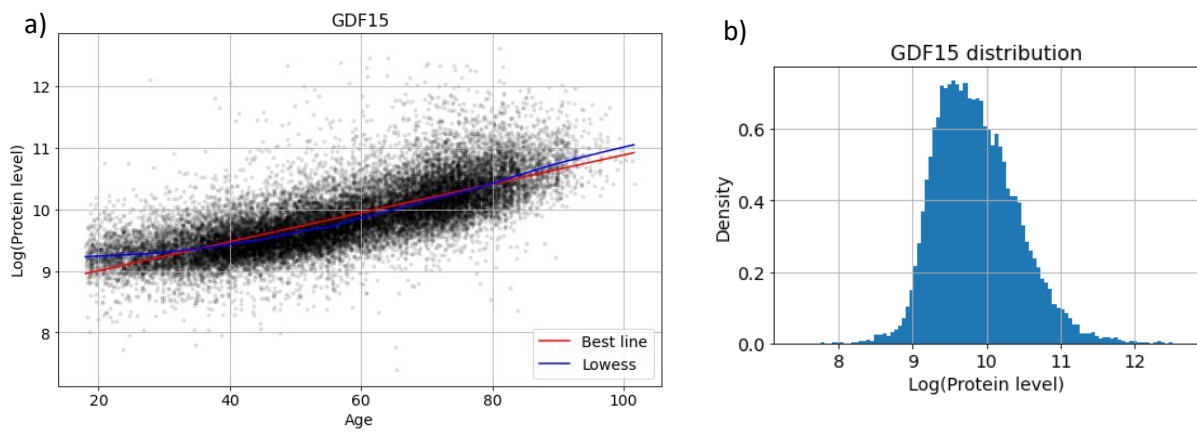 a)
GDF15
Log(Protein level)
12
11
10
9
8
Best line
Lowess
20 40 60 80 100
Age
b)
GDF15 distribution
Density
0.6
0.4
0.2
0.0
8 9 10 11 12
Log(Protein level)